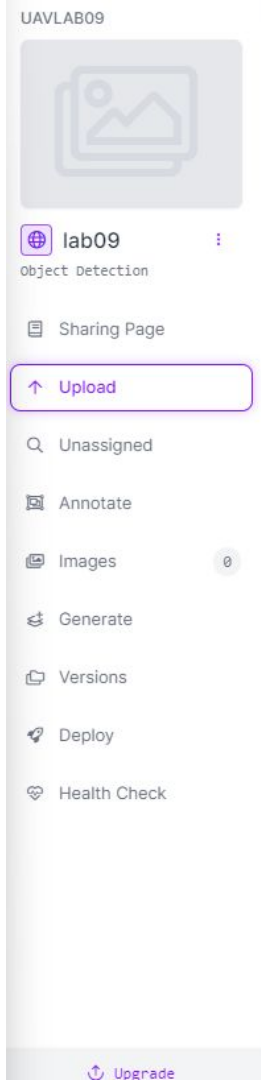 UAVLAB09
lab09
Object Detection
Sharing Page
Upload
Unassigned
Annotate
Images 0
Generate
Versions
Deploy
Health Check
Upgrade